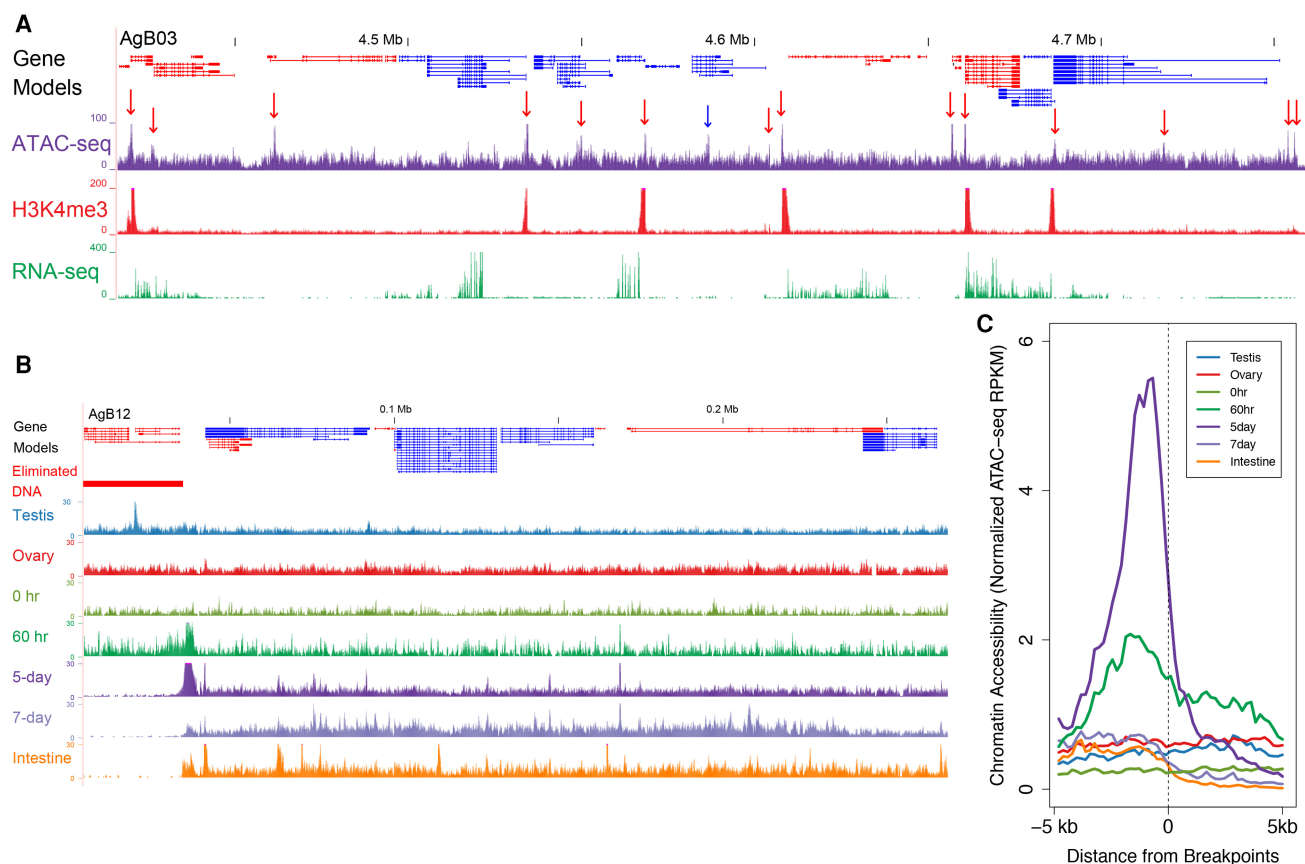 A
AgB03
4.5 Mb
4.6 Mb
4.7 Mb
Gene
Models
100
ATAC-seq
0
200
H3K4me3
0
400
RNA-seq
0
B
AgB12
0.1 Mb
0.2 Mb
Gene
Models
Eliminated
DNA
30
Testis
0
30
Ovary
0
30
0 hr
0
30
60 hr
0
30
5-day
0
30
7-day
0
30
Intestine
0
C
Chromatin Accessibility (Normalized ATAC−seq RPKM)
6
4
2
0
Testis
Ovary
0hr
60hr
5day
7day
Intestine
−5 kb
0
5kb
Distance from Breakpoints